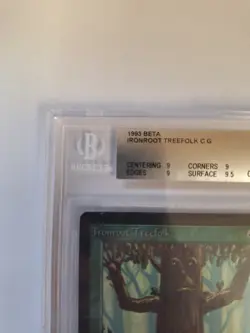 1993 BETA
IRONROOT TREEFOLK C G
CENTERING 9 CORNERS 9
EDGES 9 SURFACE 9.5
B
Ironroot Treefolk